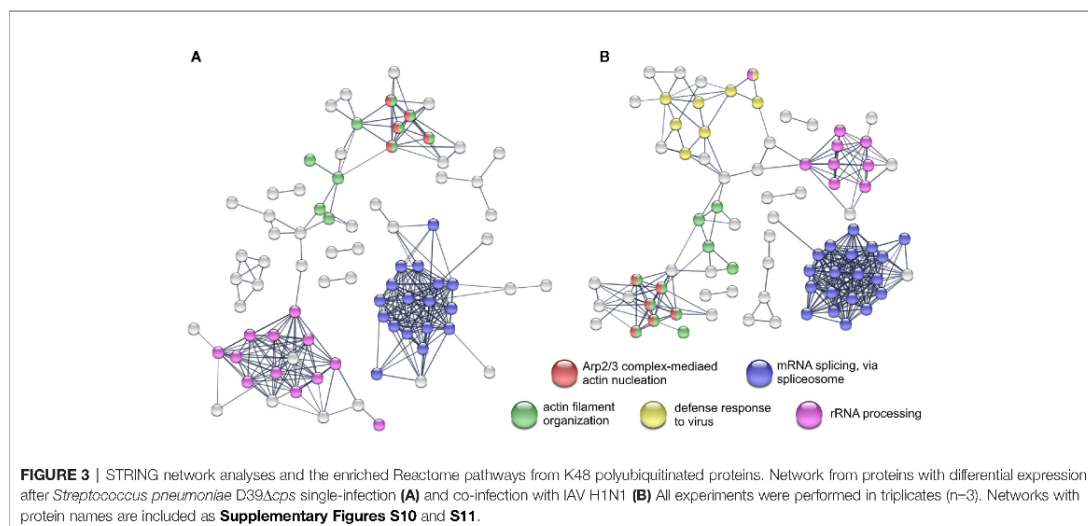 A
B
Arp2/3 complex-mediaed
actin nucleation
mRNA splicing, via
spliceosome
actin filament
organization
defense response
to virus
rRNA processing
FIGURE 3 | STRING network analyses and the enriched Reactome pathways from K48 polyubiquitinated proteins. Network from proteins with differential expression
after Streptococcus pneumoniae D39Δcps single-infection (A) and co-infection with IAV H1N1 (B) All experiments were performed in triplicates (n=3). Networks with
protein names are included as Supplementary Figures S10 and S11.